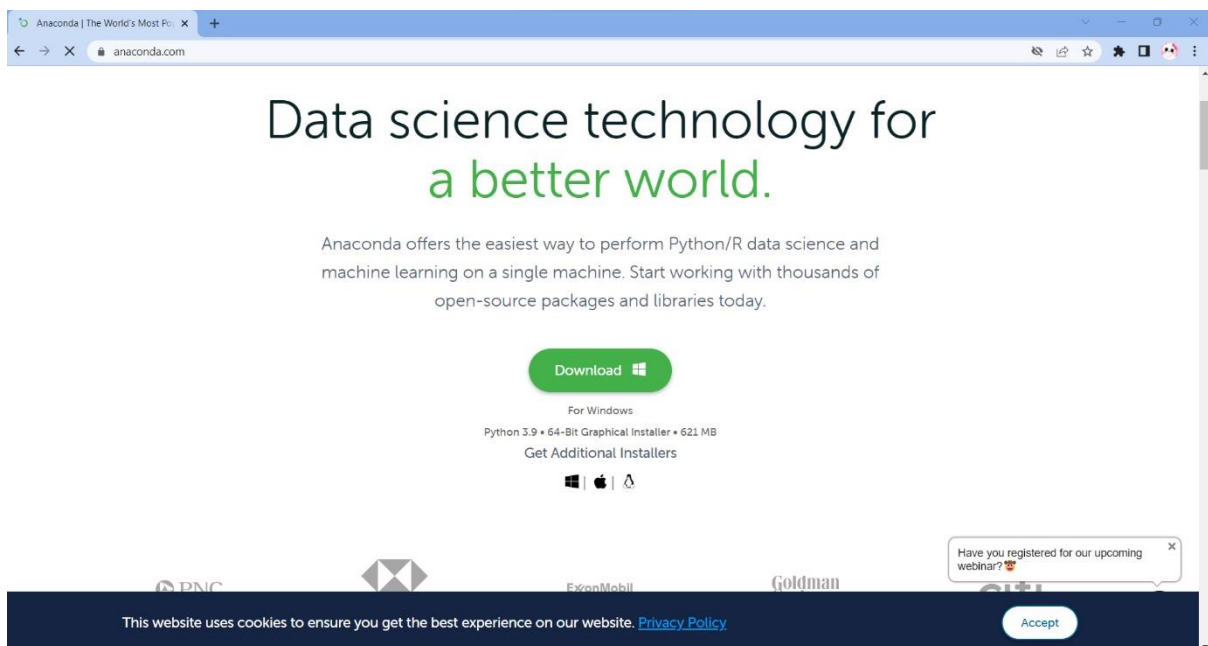 Anaconda | The World's Most Po
anaconda.com
Data science technology for
a better world.
Anaconda offers the easiest way to perform Python/R data science and
machine learning on a single machine. Start working with thousands of
open-source packages and libraries today.
Download
For Windows
Python 3.9 • 64-Bit Graphical Installer • 621 MB
Get Additional Installers
| |
Have you registered for our upcoming
webinar?🤠
PNC
ExxonMobil
Goldman
citi
This website uses cookies to ensure you get the best experience on our website. Privacy Policy
Accept